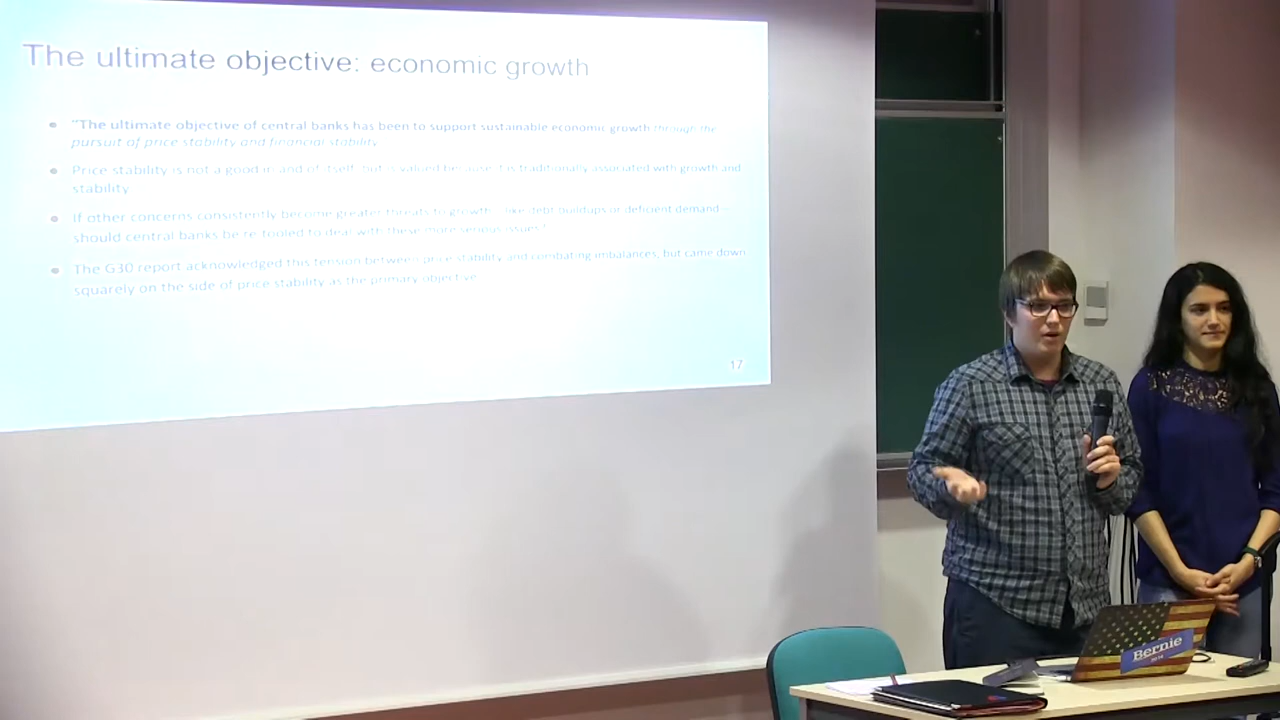 The ultimate objective: economic growth
"The ultimate objective of central banks has been to support sustainable economic growth through the
pursuit of price stability and financial stability.
Price stability is not a good in and of itself, but is valued because it is traditionally associated with growth and
stability.
If other concerns consistently become greater threats to growth – like debt buildups or deficient demand –
should central banks be re-tooled to deal with these more serious issues."
The G30 report acknowledged this tension between price stability and combating imbalances, but came down
squarely on the side of price stability as the primary objective.
17
Bernie
2016